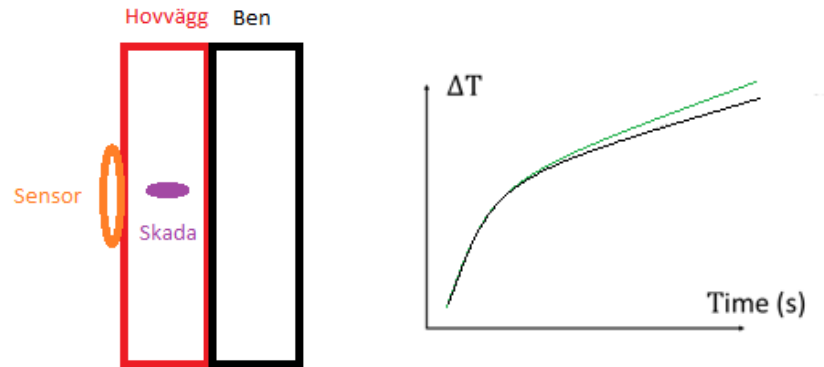 Hovvägg Ben
Sensor
Skada
ΔT
Time (s)